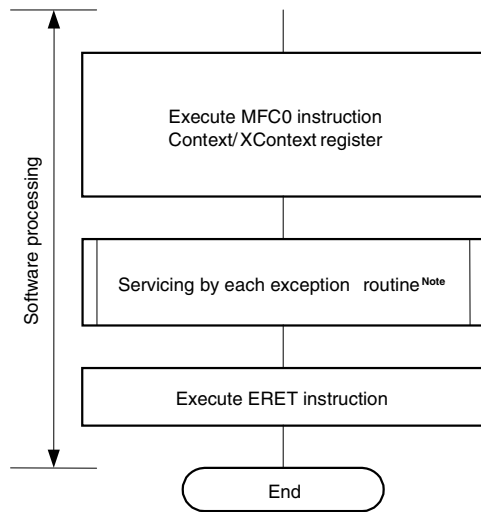 Software processing
Execute MFC0 instruction
Context/XContext register
Servicing by each exception routine Note
Execute ERET instruction
End